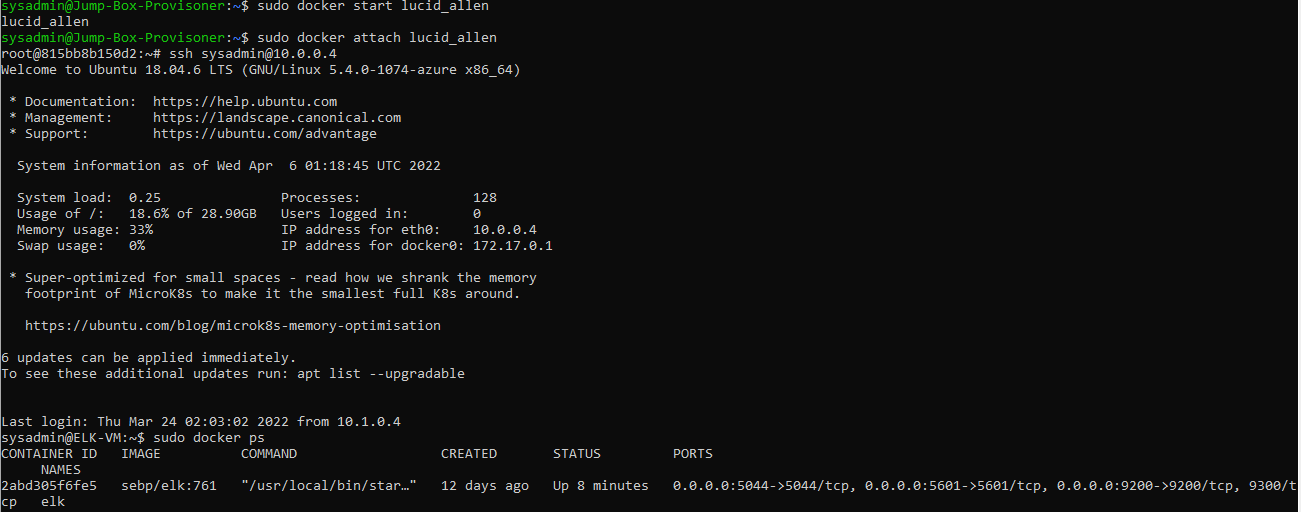 sysadmin@Jump-Box-Provisoner:~$ sudo docker start lucid_allen
lucid_allen
sysadmin@Jump-Box-Provisoner:~$ sudo docker attach lucid_allen
root@815bb8b150d2:~# ssh sysadmin@10.0.0.4
Welcome to Ubuntu 18.04.6 LTS (GNU/Linux 5.4.0-1074-azure x86_64)

 * Documentation:  https://help.ubuntu.com
 * Management:     https://landscape.canonical.com
 * Support:        https://ubuntu.com/advantage

  System information as of Wed Apr  6 01:18:45 UTC 2022

  System load:  0.25               Processes:              128
  Usage of /:   18.6% of 28.90GB   Users logged in:        0
  Memory usage: 33%                IP address for eth0:    10.0.0.4
  Swap usage:   0%                 IP address for docker0: 172.17.0.1

 * Super-optimized for small spaces - read how we shrank the memory
   footprint of MicroK8s to make it the smallest full K8s around.

   https://ubuntu.com/blog/microk8s-memory-optimisation

6 updates can be applied immediately.
To see these additional updates run: apt list --upgradable


Last login: Thu Mar 24 02:03:02 2022 from 10.1.0.4
sysadmin@ELK-VM:~$ sudo docker ps
CONTAINER ID   IMAGE          COMMAND                  CREATED       STATUS         PORTS
     NAMES
2abd305f6fe5   sebp/elk:761   "/usr/local/bin/star…"   12 days ago   Up 8 minutes   0.0.0.0:5044->5044/tcp, 0.0.0.0:5601->5601/tcp, 0.0.0.0:9200->9200/tcp, 9300/t
cp   elk